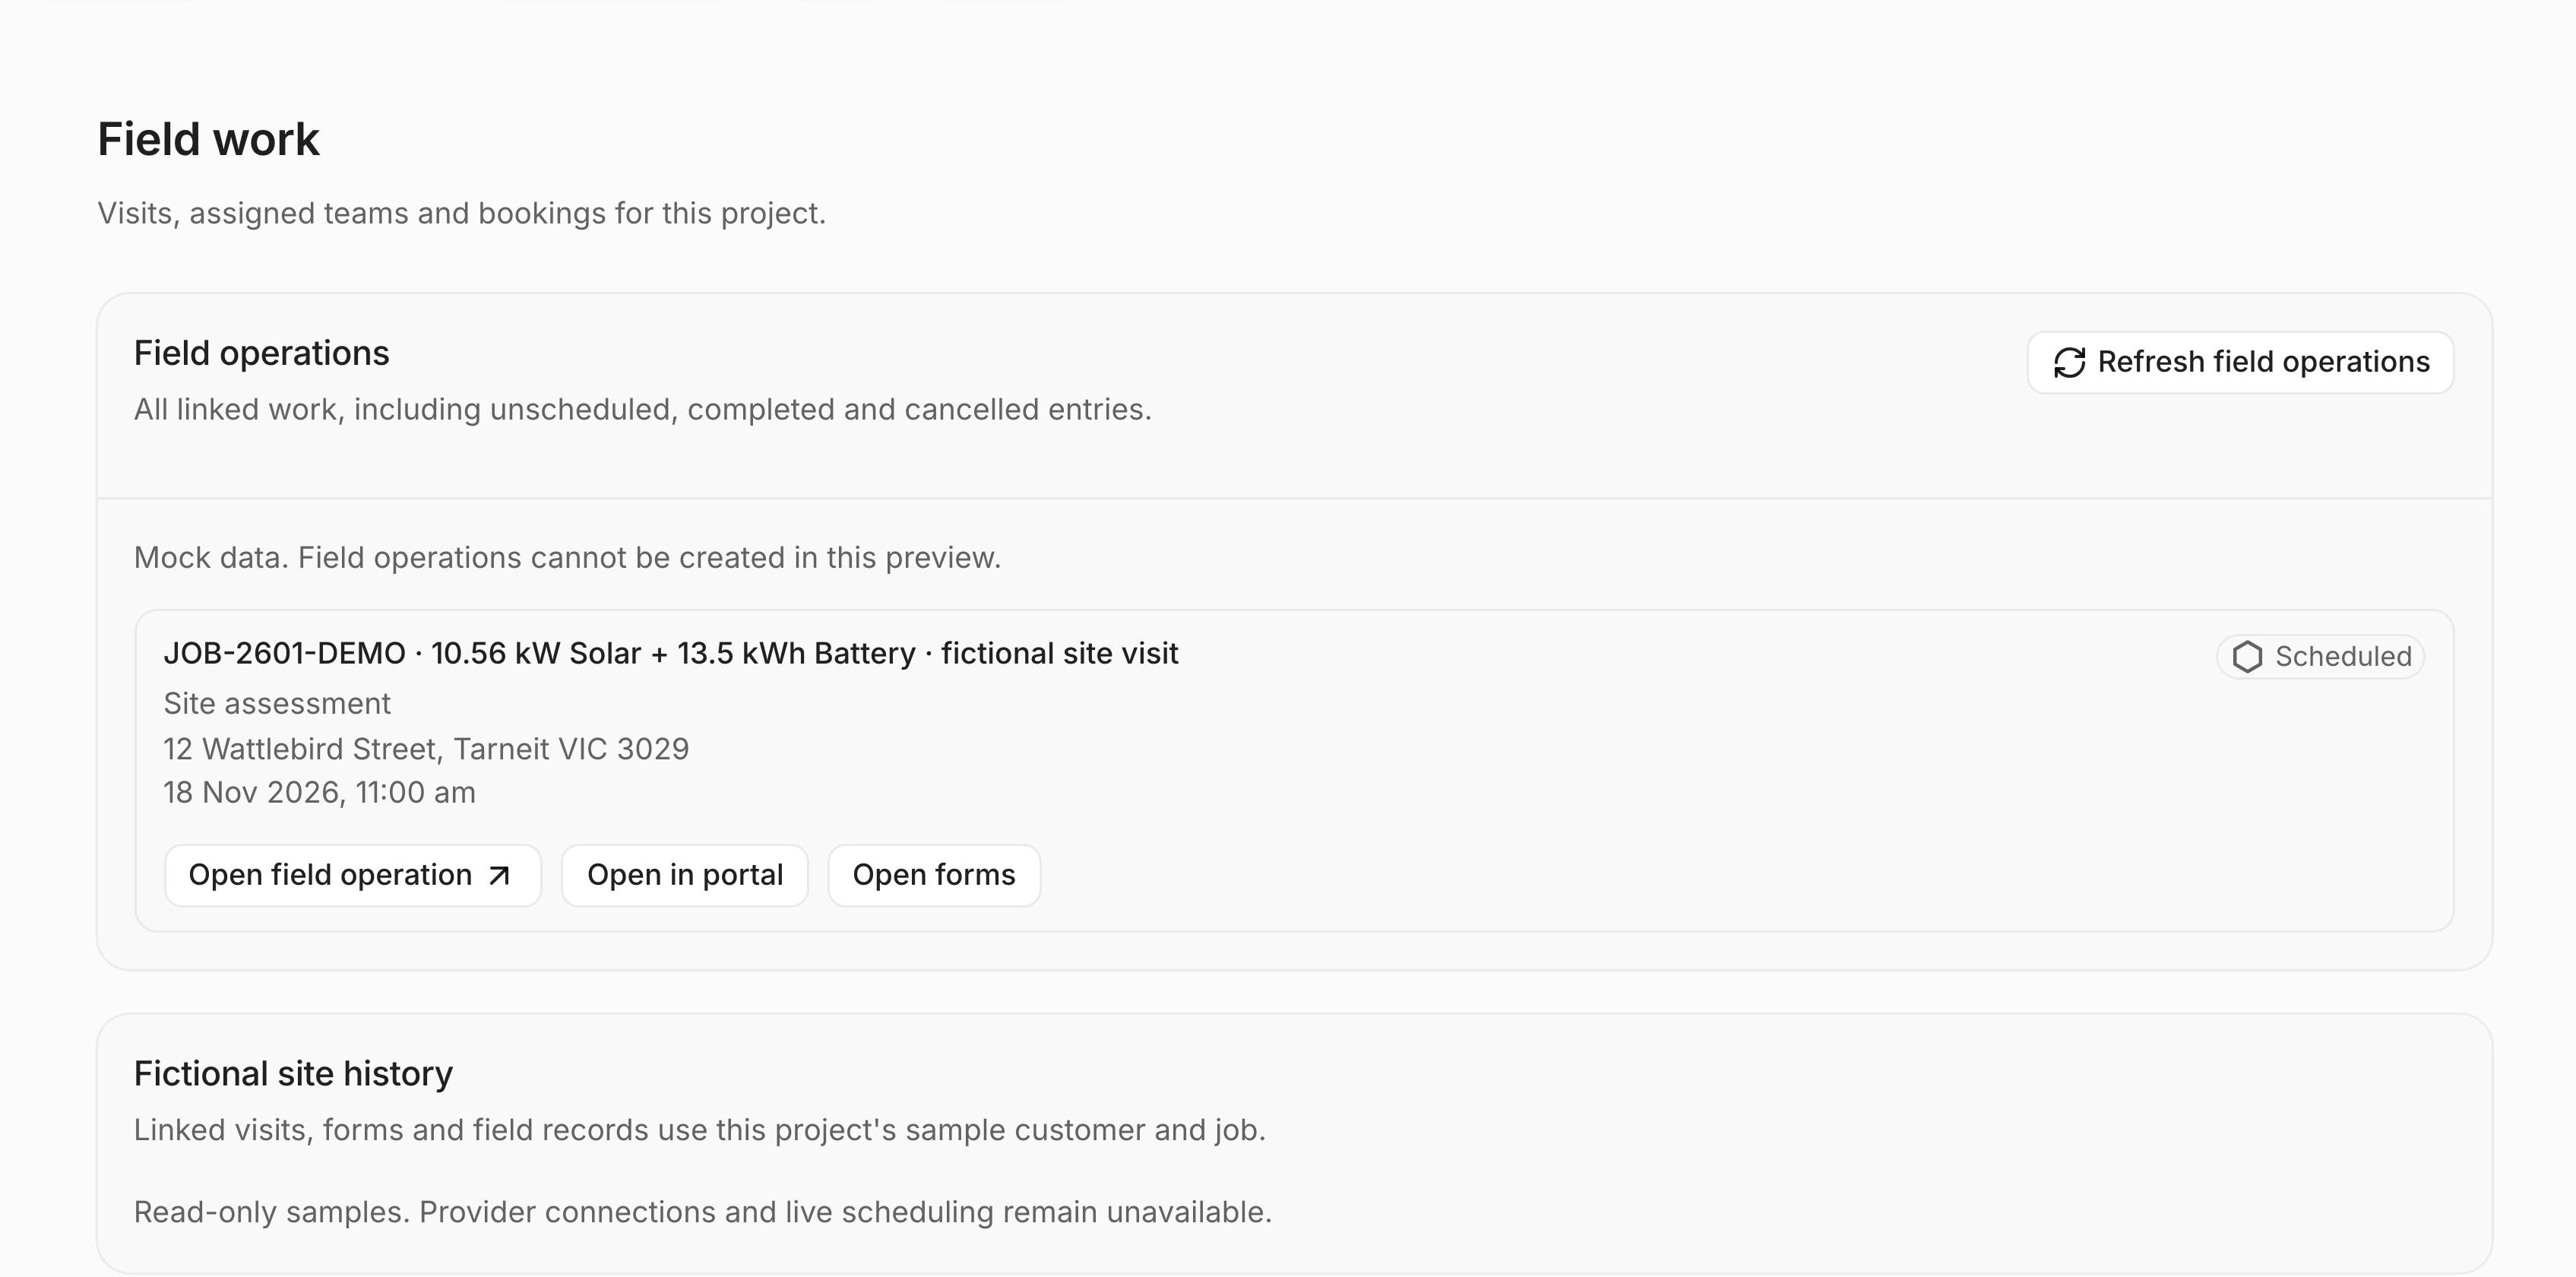 Field work
Visits, assigned teams and bookings for this project.
Field operations
Refresh field operations
All linked work, including unscheduled, completed and cancelled entries.
Mock data. Field operations cannot be created in this preview.
JOB-2601-DEMO · 10.56 kW Solar + 13.5 kWh Battery · fictional site visit
Scheduled
Site assessment
12 Wattlebird Street, Tarneit VIC 3029
18 Nov 2026, 11:00 am
Open field operation
Open in portal
Open forms
Fictional site history
Linked visits, forms and field records use this project's sample customer and job.
Read-only samples. Provider connections and live scheduling remain unavailable.